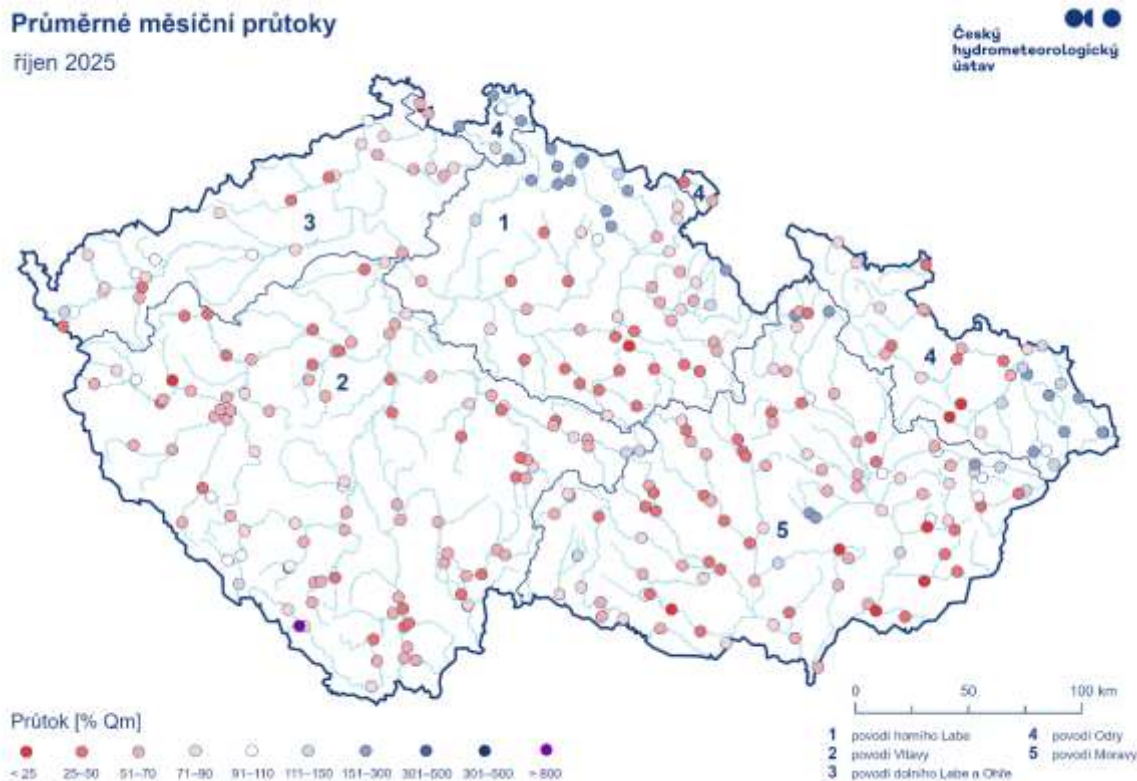 Průměrné měsíční průtoky
říjen 2025
Český
hydrometeorologický
ústav
4
4
3
1
2
4
5
0 50 100 km
Průtok [% Qm]
< 25 25–50 51–70 71–90 91–110 111–150 151–300 301–500 > 800
1 povodí horního Labe
2 povodí Vltavy
3 povodí dolního Labe a Ohře
4 povodí Odry
5 povodí Moravy